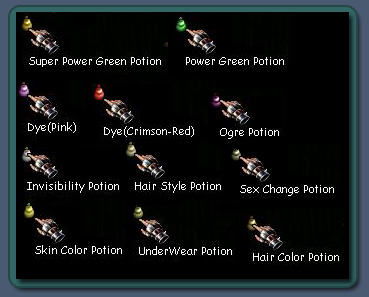 Super Power Green Potion
Power Green Potion
Dye(Pink)
Dye(Crimson-Red)
Ogre Potion
Invisibility Potion
Hair Style Potion
Sex Change Potion
Skin Color Potion
UnderWear Potion
Hair Color Potion